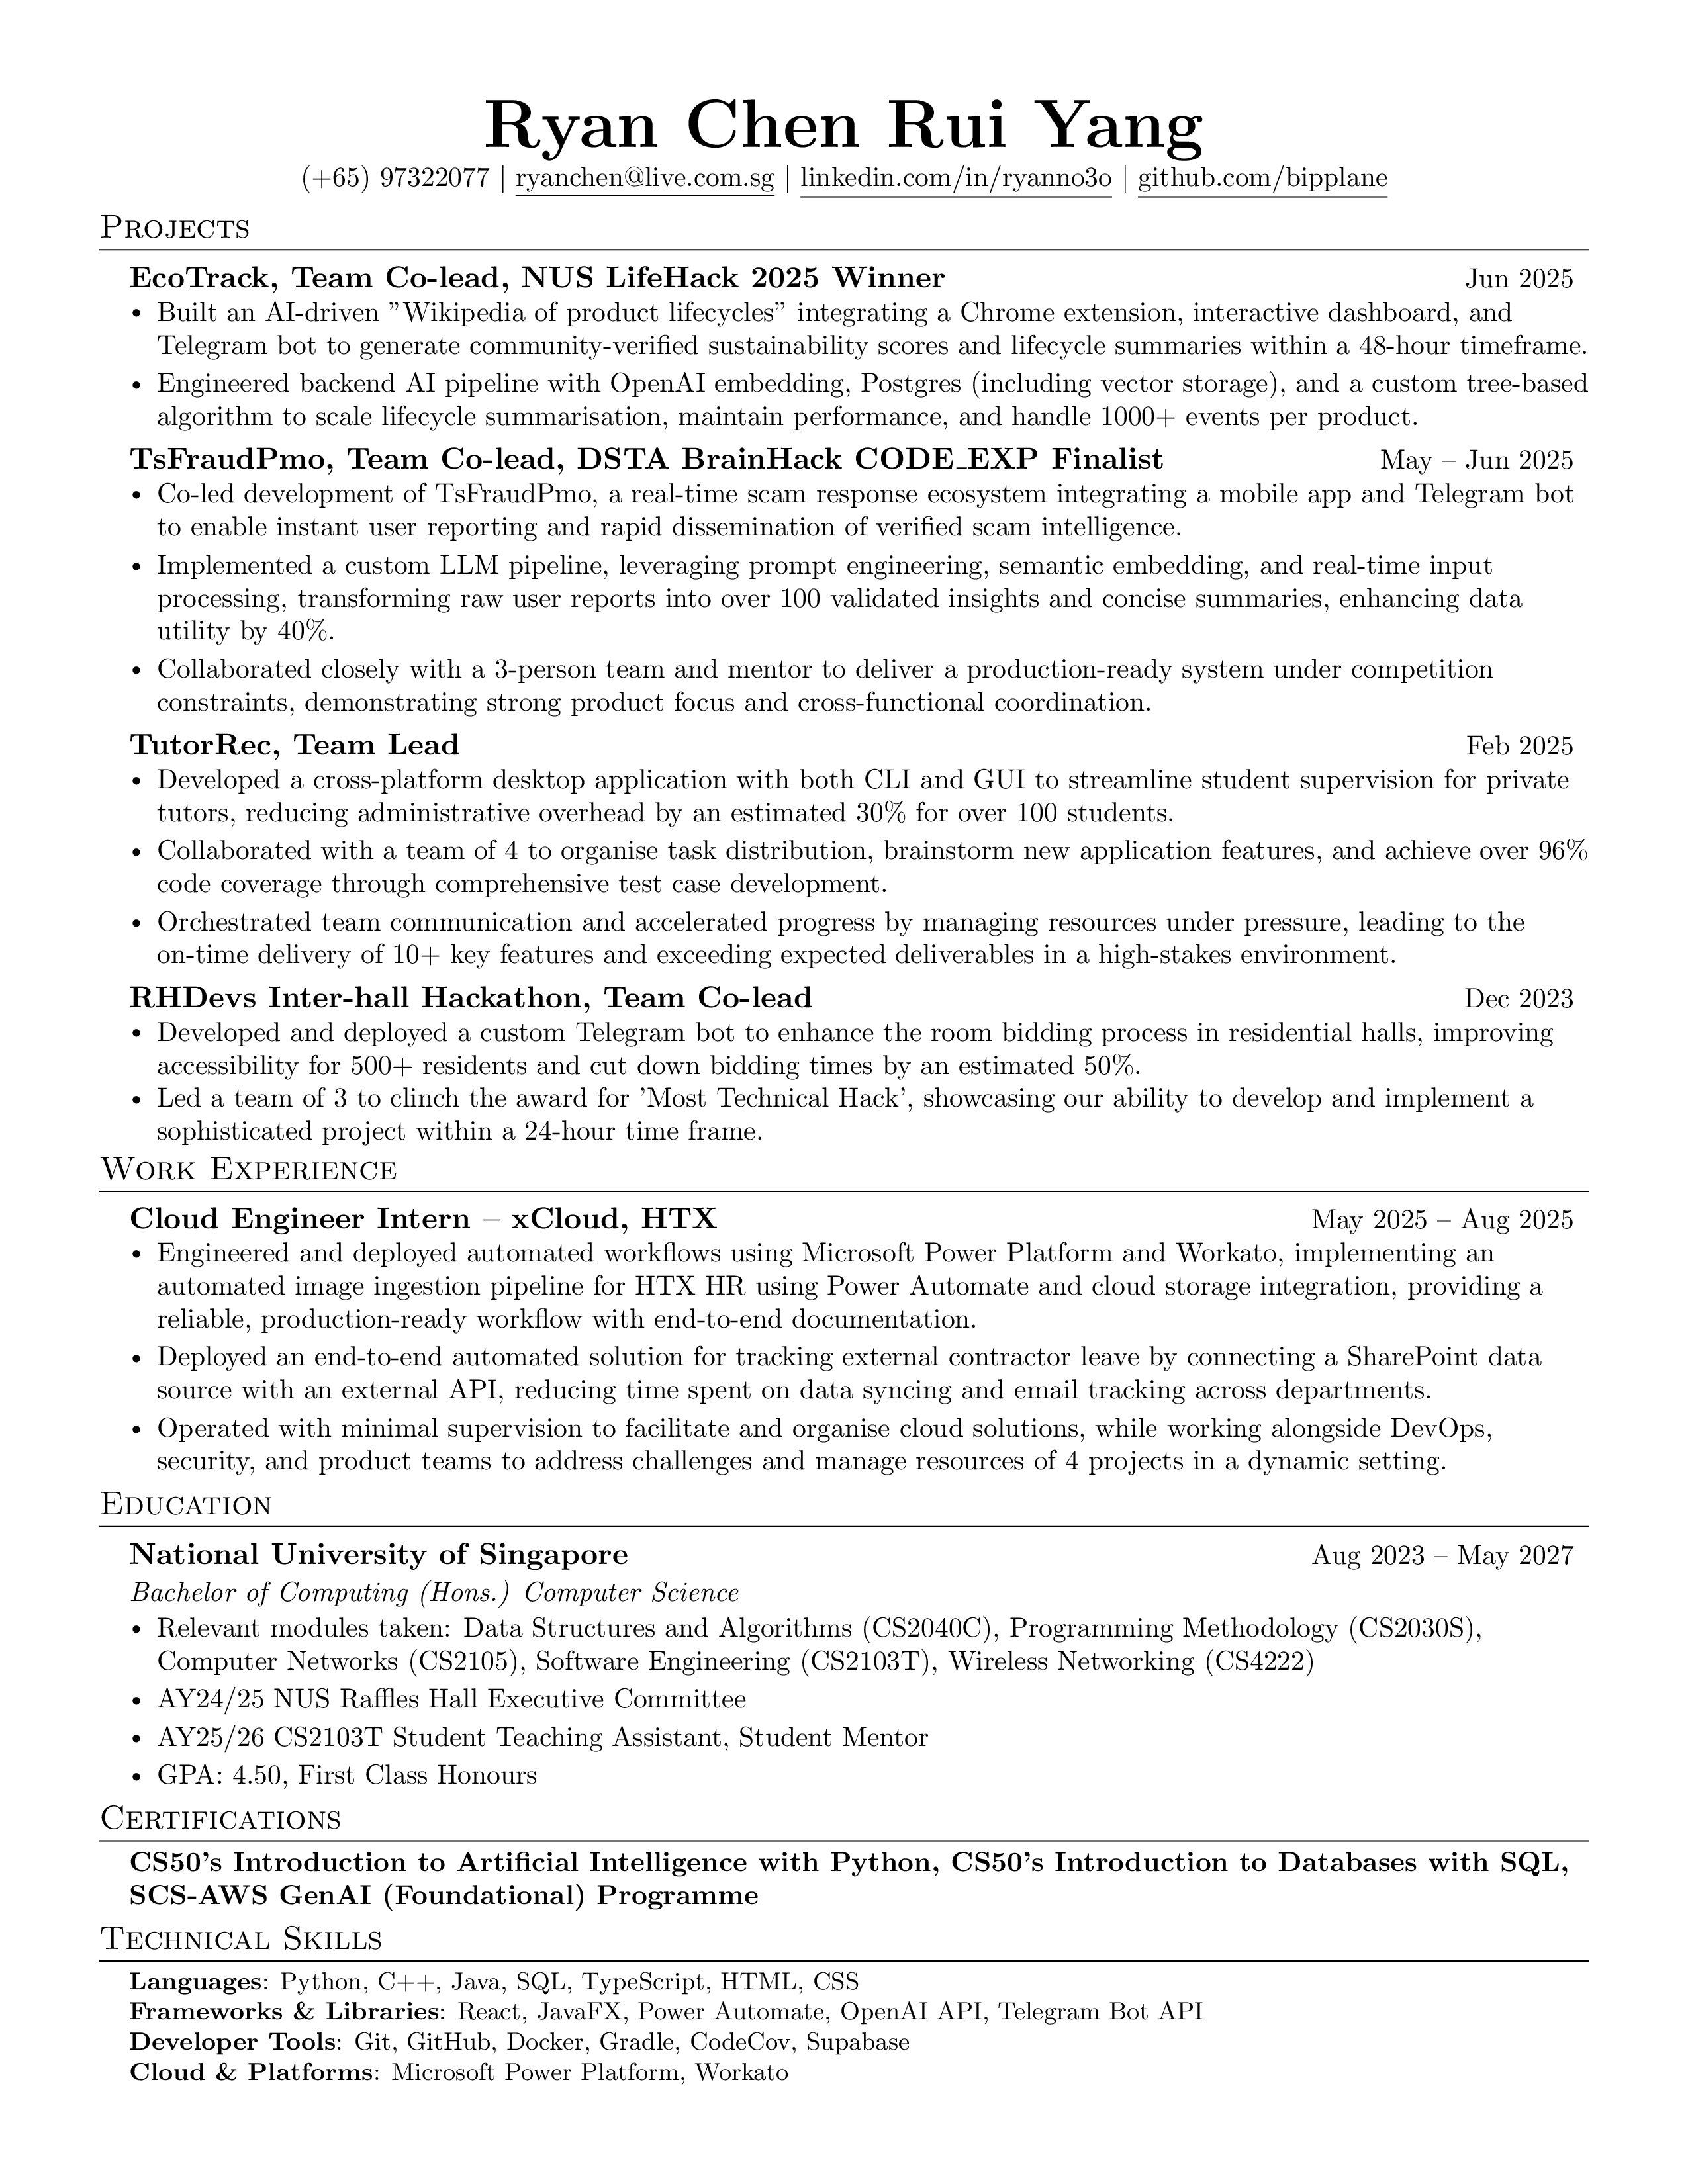 Ryan Chen Rui Yang
(+65) 97322077 | ryanchen@live.com.sg | linkedin.com/in/ryanno3o | github.com/bipplane
Projects
EcoTrack, Team Co-lead, NUS LifeHack 2025 Winner Jun 2025
• Built an AI-driven ”Wikipedia of product lifecycles” integrating a Chrome extension, interactive dashboard, and
Telegram bot to generate community-verified sustainability scores and lifecycle summaries within a 48-hour timeframe.
• Engineered backend AI pipeline with OpenAI embedding, Postgres (including vector storage), and a custom tree-based
algorithm to scale lifecycle summarisation, maintain performance, and handle 1000+ events per product.
TsFraudPmo, Team Co-lead, DSTA BrainHack CODE_EXP Finalist May – Jun 2025
• Co-led development of TsFraudPmo, a real-time scam response ecosystem integrating a mobile app and Telegram bot
to enable instant user reporting and rapid dissemination of verified scam intelligence.
• Implemented a custom LLM pipeline, leveraging prompt engineering, semantic embedding, and real-time input
processing, transforming raw user reports into over 100 validated insights and concise summaries, enhancing data
utility by 40%.
• Collaborated closely with a 3-person team and mentor to deliver a production-ready system under competition
constraints, demonstrating strong product focus and cross-functional coordination.
TutorRec, Team Lead Feb 2025
• Developed a cross-platform desktop application with both CLI and GUI to streamline student supervision for private
tutors, reducing administrative overhead by an estimated 30% for over 100 students.
• Collaborated with a team of 4 to organise task distribution, brainstorm new application features, and achieve over 96%
code coverage through comprehensive test case development.
• Orchestrated team communication and accelerated progress by managing resources under pressure, leading to the
on-time delivery of 10+ key features and exceeding expected deliverables in a high-stakes environment.
RHDevs Inter-hall Hackathon, Team Co-lead Dec 2023
• Developed and deployed a custom Telegram bot to enhance the room bidding process in residential halls, improving
accessibility for 500+ residents and cut down bidding times by an estimated 50%.
• Led a team of 3 to clinch the award for ’Most Technical Hack’, showcasing our ability to develop and implement a
sophisticated project within a 24-hour time frame.
Work Experience
Cloud Engineer Intern – xCloud, HTX May 2025 – Aug 2025
• Engineered and deployed automated workflows using Microsoft Power Platform and Workato, implementing an
automated image ingestion pipeline for HTX HR using Power Automate and cloud storage integration, providing a
reliable, production-ready workflow with end-to-end documentation.
• Deployed an end-to-end automated solution for tracking external contractor leave by connecting a SharePoint data
source with an external API, reducing time spent on data syncing and email tracking across departments.
• Operated with minimal supervision to facilitate and organise cloud solutions, while working alongside DevOps,
security, and product teams to address challenges and manage resources of 4 projects in a dynamic setting.
Education
National University of Singapore Aug 2023 – May 2027
Bachelor of Computing (Hons.) Computer Science
• Relevant modules taken: Data Structures and Algorithms (CS2040C), Programming Methodology (CS2030S),
Computer Networks (CS2105), Software Engineering (CS2103T), Wireless Networking (CS4222)
• AY24/25 NUS Raffles Hall Executive Committee
• AY25/26 CS2103T Student Teaching Assistant, Student Mentor
• GPA: 4.50, First Class Honours
Certifications
CS50’s Introduction to Artificial Intelligence with Python, CS50’s Introduction to Databases with SQL,
SCS-AWS GenAI (Foundational) Programme
Technical Skills
Languages: Python, C++, Java, SQL, TypeScript, HTML, CSS
Frameworks & Libraries: React, JavaFX, Power Automate, OpenAI API, Telegram Bot API
Developer Tools: Git, GitHub, Docker, Gradle, CodeCov, Supabase
Cloud & Platforms: Microsoft Power Platform, Workato